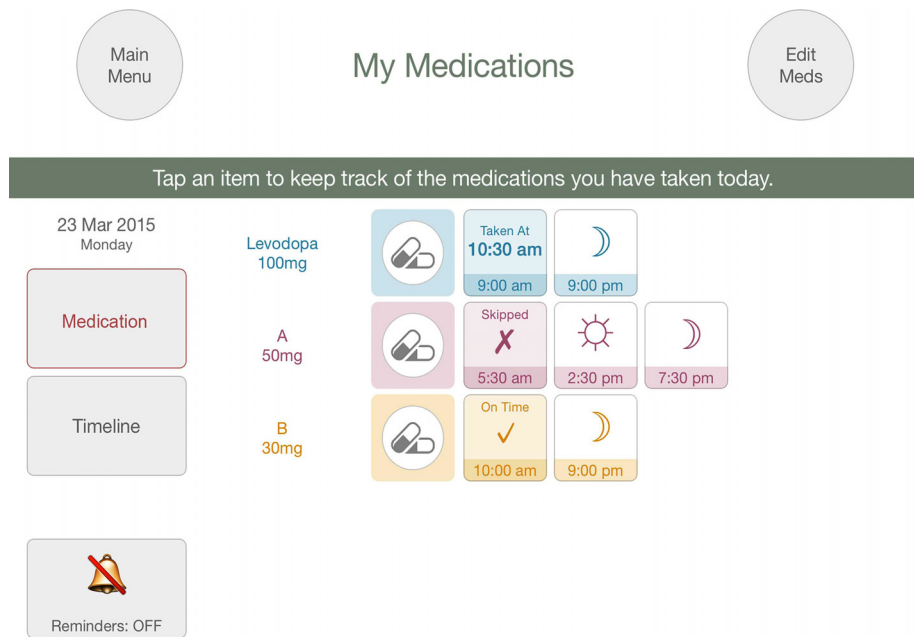 Main
Menu
My Medications
Edit
Meds
Tap an item to keep track of the medications you have taken today.
23 Mar 2015
Monday
Medication
Timeline
Reminders: OFF
Levodopa
100mg
Taken At
10:30 am
9:00 am
9:00 pm
A
50mg
Skipped
✗
5:30 am
2:30 pm
7:30 pm
B
30mg
On Time
✓
10:00 am
9:00 pm